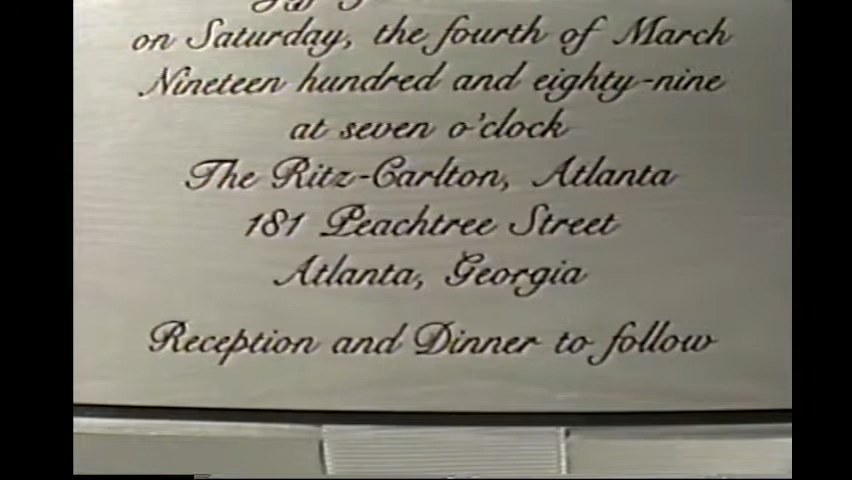 on Saturday, the fourth of March
Nineteen hundred and eighty-nine
at seven o'clock
The Ritz-Carlton, Atlanta
181 Peachtree Street
Atlanta, Georgia
Reception and Dinner to follow